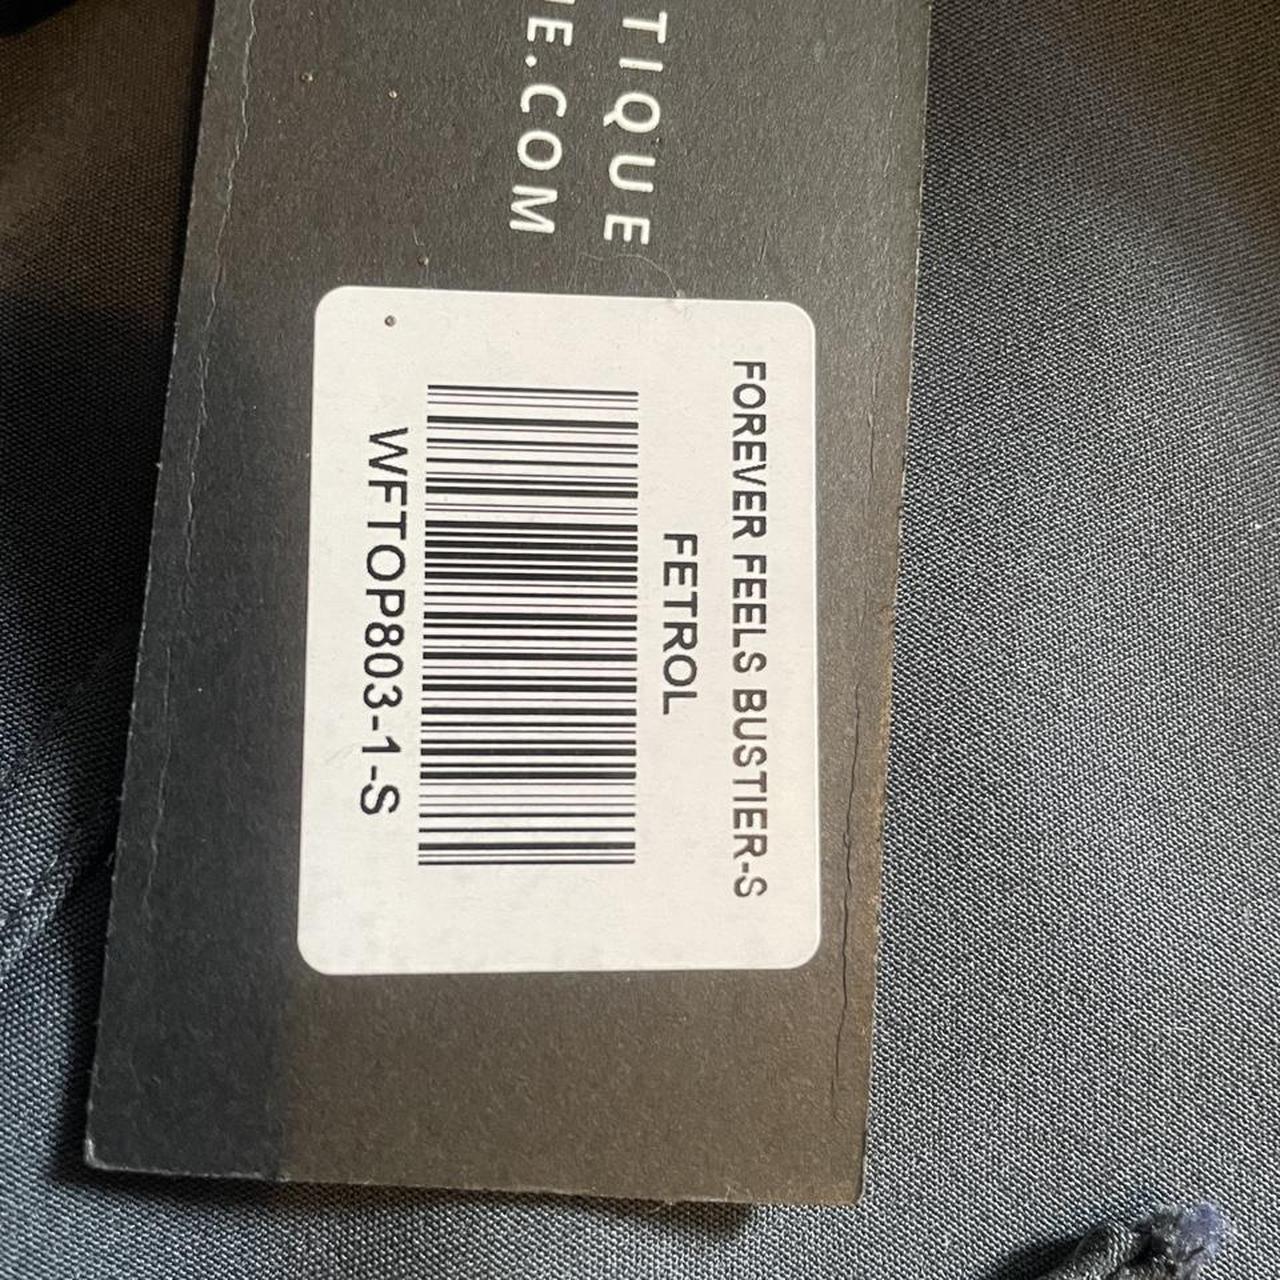 TIQUE
E.COM
FOREVER FEELS BUSTIER-S
FETROL
WFTOP803-1-S